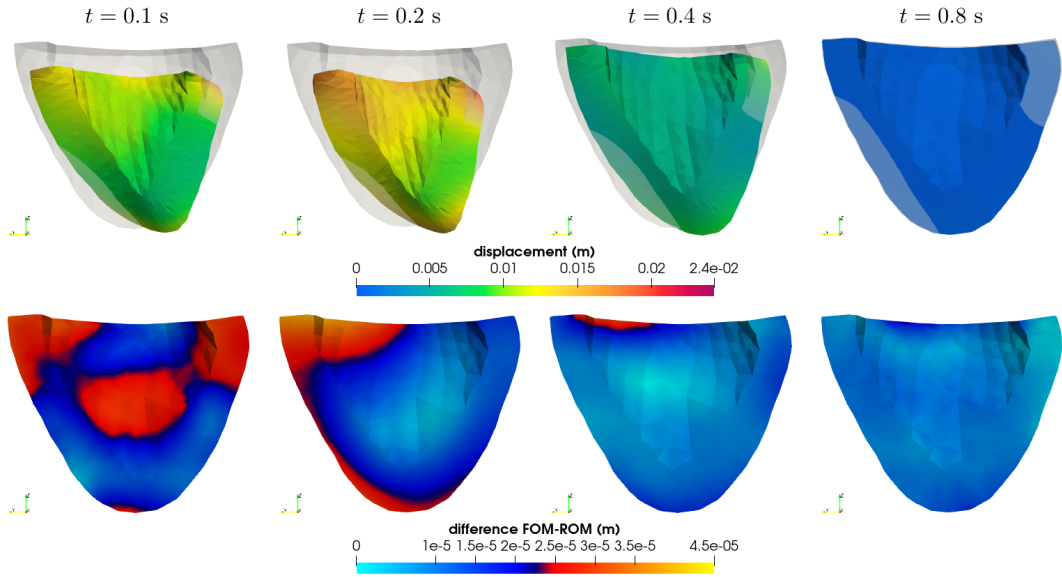 t = 0.1 s t = 0.2 s t = 0.4 s t = 0.8 s
displacement (m)
0 0.005 0.01 0.015 0.02 2.4e-02
difference FOM-ROM (m)
0 1e-5 1.5e-5 2e-5 2.5e-5 3e-5 3.5e-5 4.5e-05